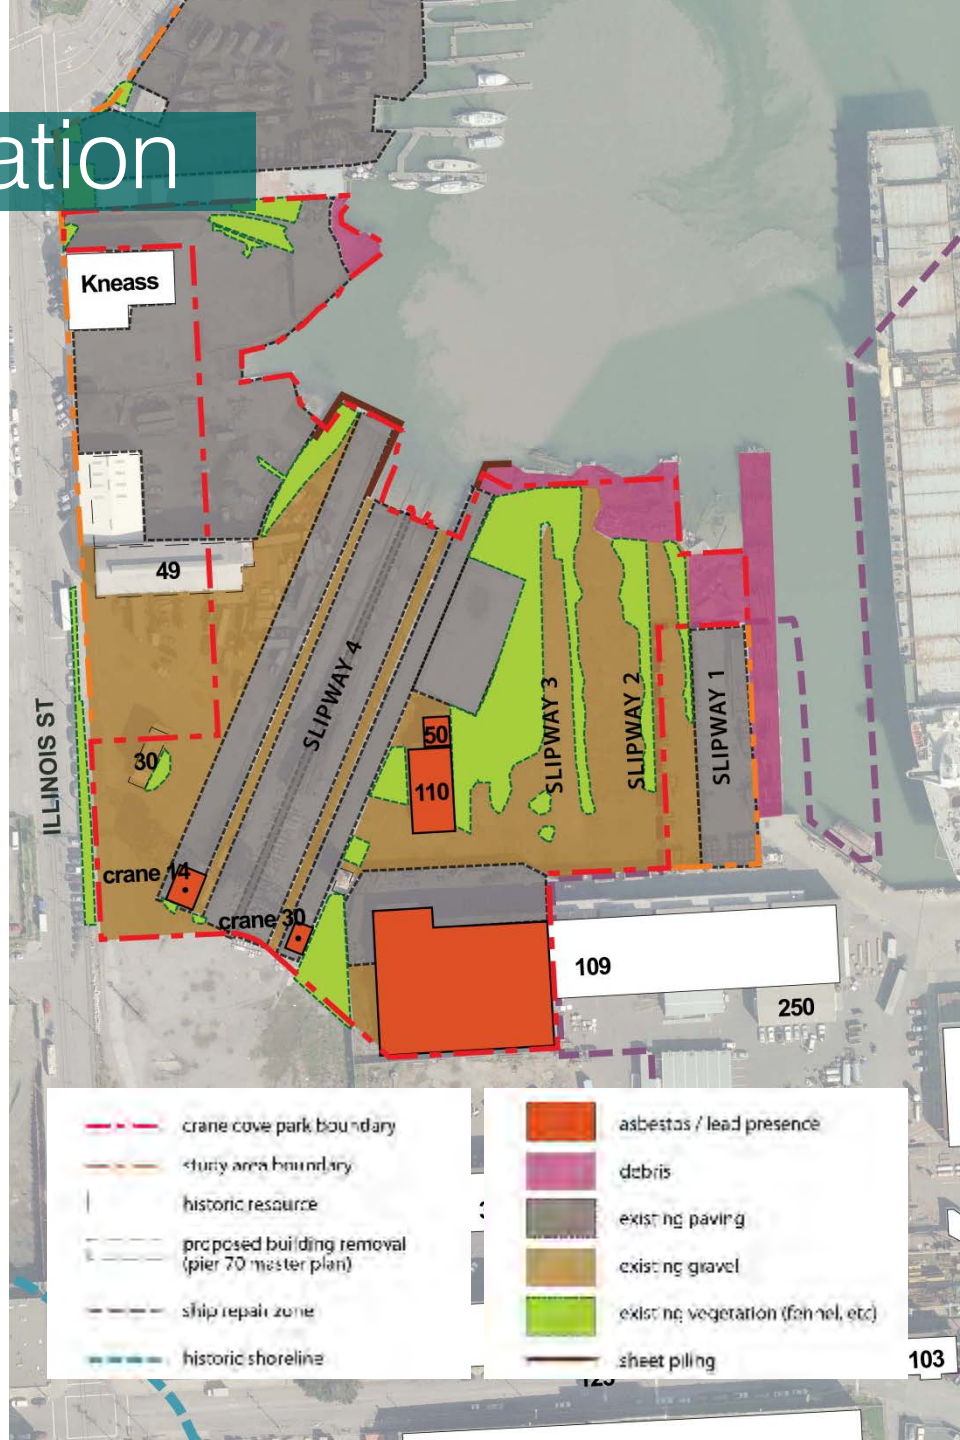 ation
Kneass
49
SLIPWAY 4
SLIPWAY 3
SLIPWAY 2
SLIPWAY 1
ILLINOIS ST
30
50
110
crane 14
crane 30
109
250
crane cove park boundary
study area boundary
historic resource
proposed building removal
(pier 70 master plan)
ship repair zone
historic shoreline
asbestos / lead presence
debris
existing paving
existing gravel
existing vegetation (fennel, etc)
sheet piling
103